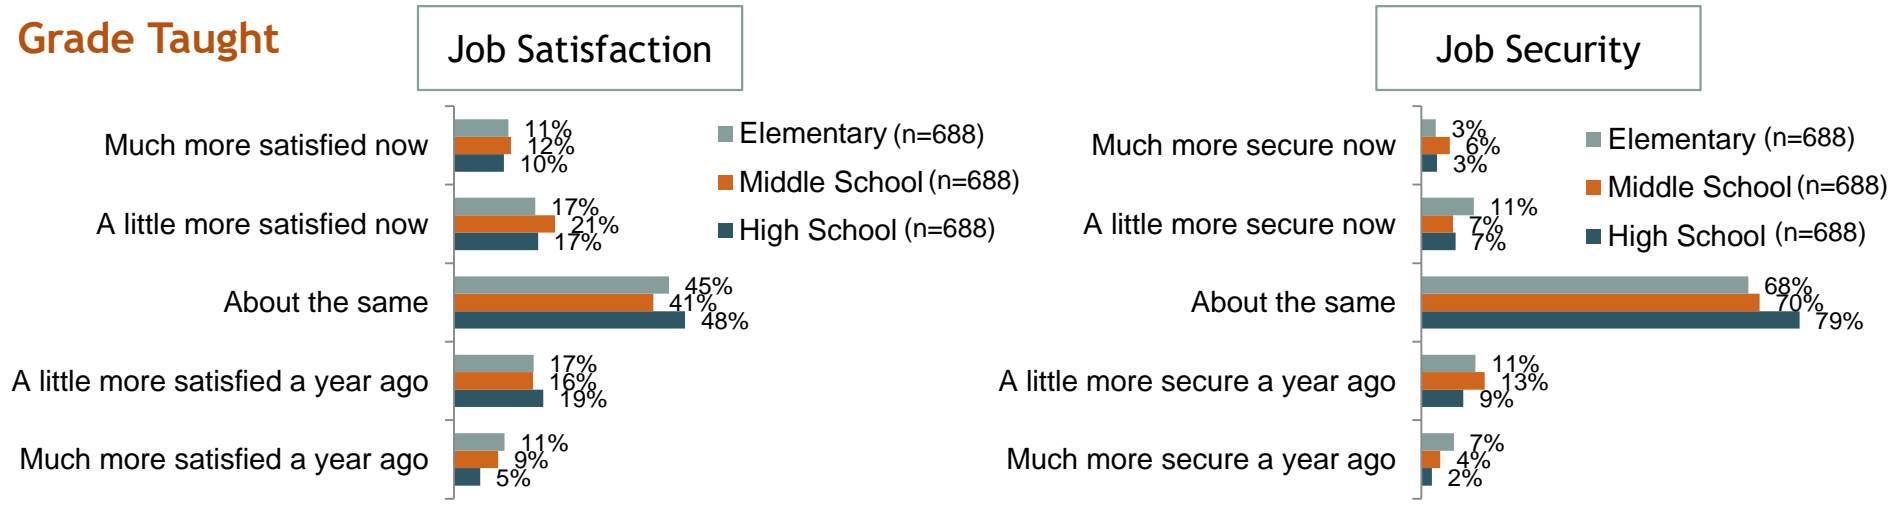 Grade Taught
Job Satisfaction
Much more satisfied now
11%
12%
10%
A little more satisfied now
17%
21%
17%
About the same
45%
41%
48%
A little more satisfied a year ago
17%
16%
19%
Much more satisfied a year ago
11%
9%
5%
Elementary (n=688)
Middle School (n=688)
High School (n=688)
Job Security
Much more secure now
3%
6%
3%
A little more secure now
11%
7%
7%
About the same
68%
70%
79%
A little more secure a year ago
11%
13%
9%
Much more secure a year ago
7%
4%
2%
Elementary (n=688)
Middle School (n=688)
High School (n=688)